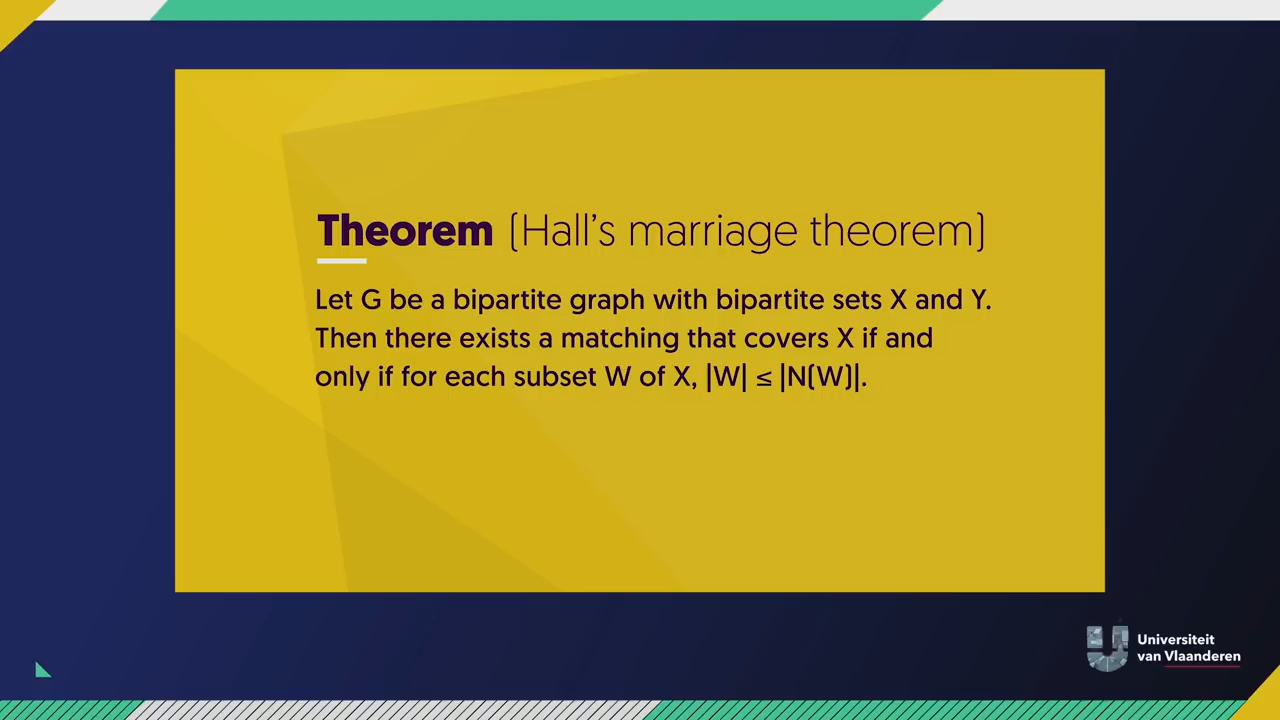 Theorem (Hall's marriage theorem)
Let G be a bipartite graph with bipartite sets X and Y.
Then there exists a matching that covers X if and
only if for each subset W of X, |W| ≤ |N(W)|.
Universiteit
van Vlaanderen